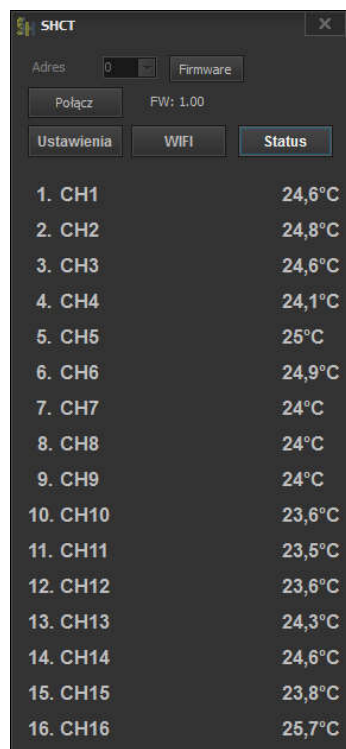 SHCT
Adres 0 Firmware
Połącz FW: 1.00
Ustawienia WIFI Status
1. CH1 24,6°C
2. CH2 24,8°C
3. CH3 24,6°C
4. CH4 24,1°C
5. CH5 25°C
6. CH6 24,9°C
7. CH7 24°C
8. CH8 24°C
9. CH9 24°C
10. CH10 23,6°C
11. CH11 23,5°C
12. CH12 23,6°C
13. CH13 24,3°C
14. CH14 24,6°C
15. CH15 23,8°C
16. CH16 25,7°C